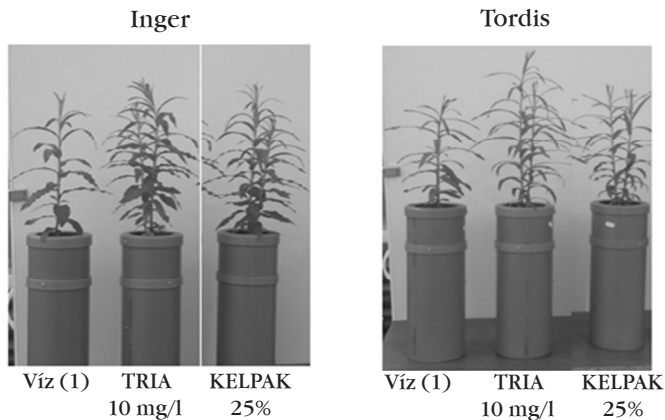 Inger
Tordis
Víz (1) TRIA KELPAK
10 mg/l 25%
Víz (1) TRIA KELPAK
10 mg/l 25%